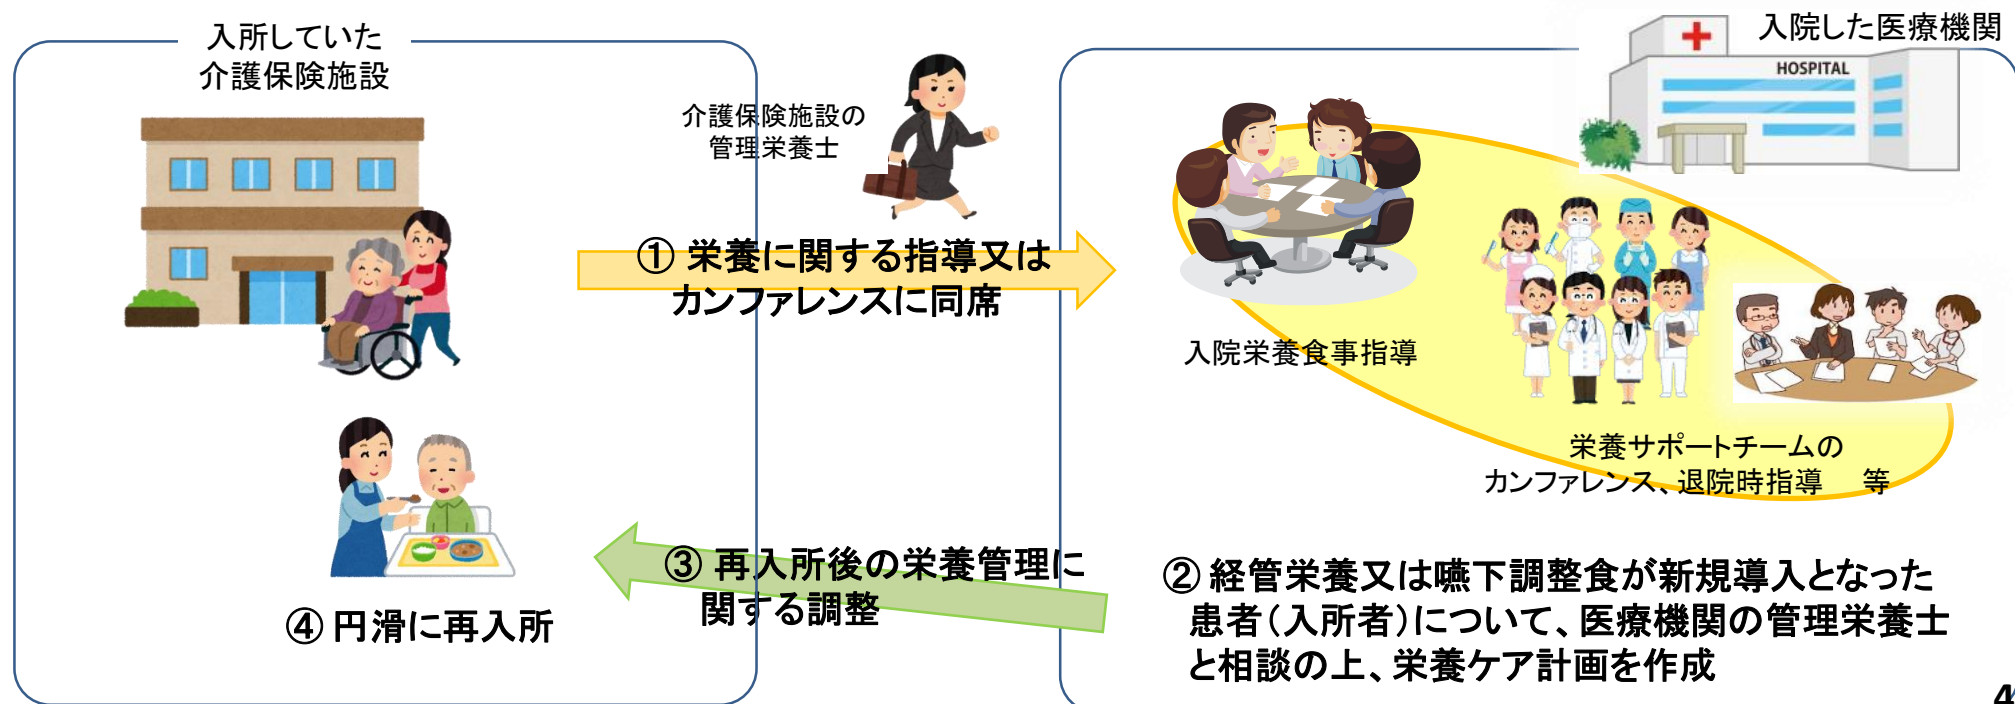 入所していた
介護保険施設
介護保険施設の
管理栄養士
入院した医療機関
HOSPITAL
① 栄養に関する指導又は
カンファレンスに同席
入院栄養食事指導
栄養サポートチームの
カンファレンス、退院時指導　等
② 経管栄養又は嚥下調整食が新規導入となった
患者（入所者）について、医療機関の管理栄養士
と相談の上、栄養ケア計画を作成
③ 再入所後の栄養管理に
関する調整
④ 円滑に再入所